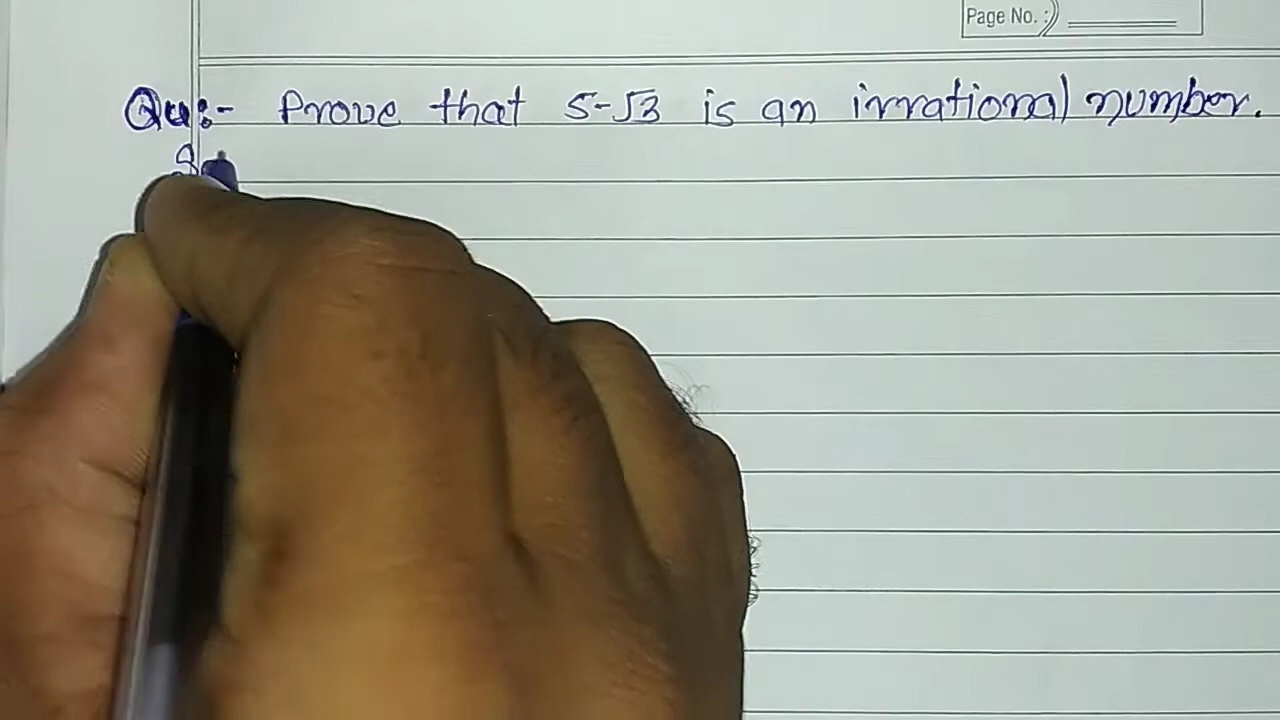 Page No. :
Qu:- Prove that 5-√3 is an irrational number.